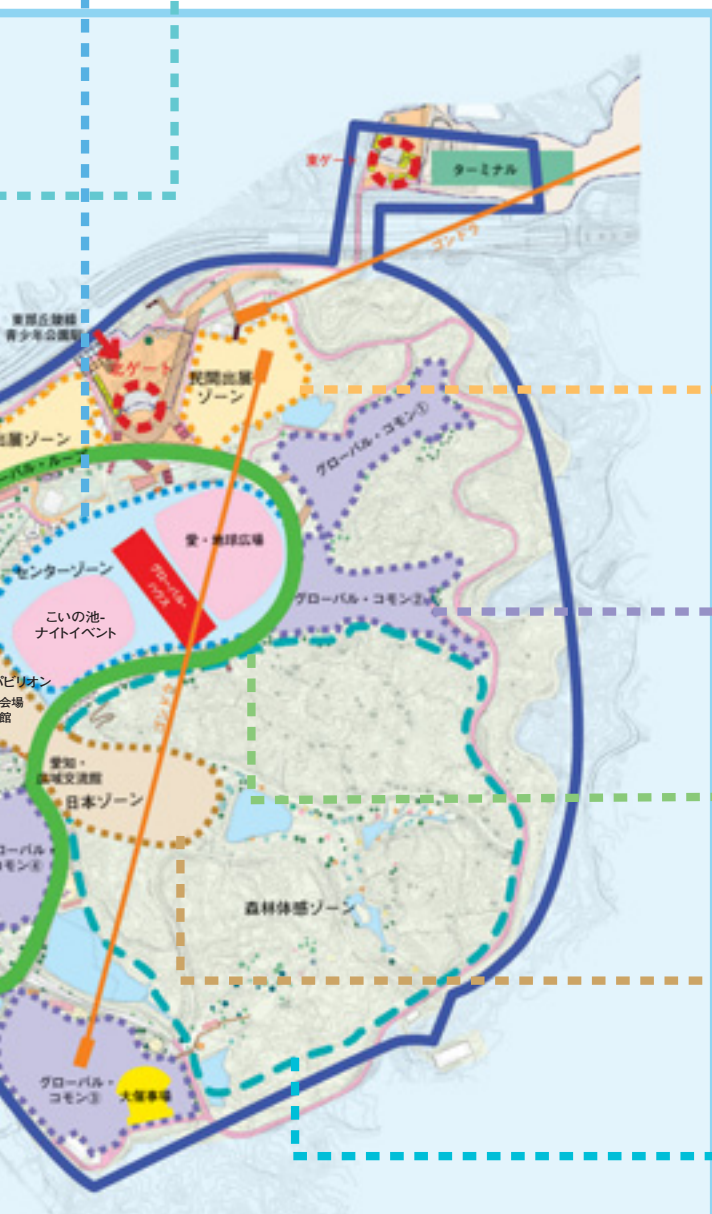 東ゲート
ターミナル
ゴンドラ
東部丘陵線
青少年公園駅
北ゲート
民間出展
ゾーン
出展ゾーン
グローバル・コモン①
ーバル・ループ
愛・地球広場
センターゾーン
グローバル・
ハウス
こいの池-
ナイトイベント
グローバル・コモン②
パビリオン
会場
館
ゴンドラ
愛知・
地域交流館
日本ゾーン
ローバル・
モン④
森林体感ゾーン
グローバル・
コモン③
大催事場